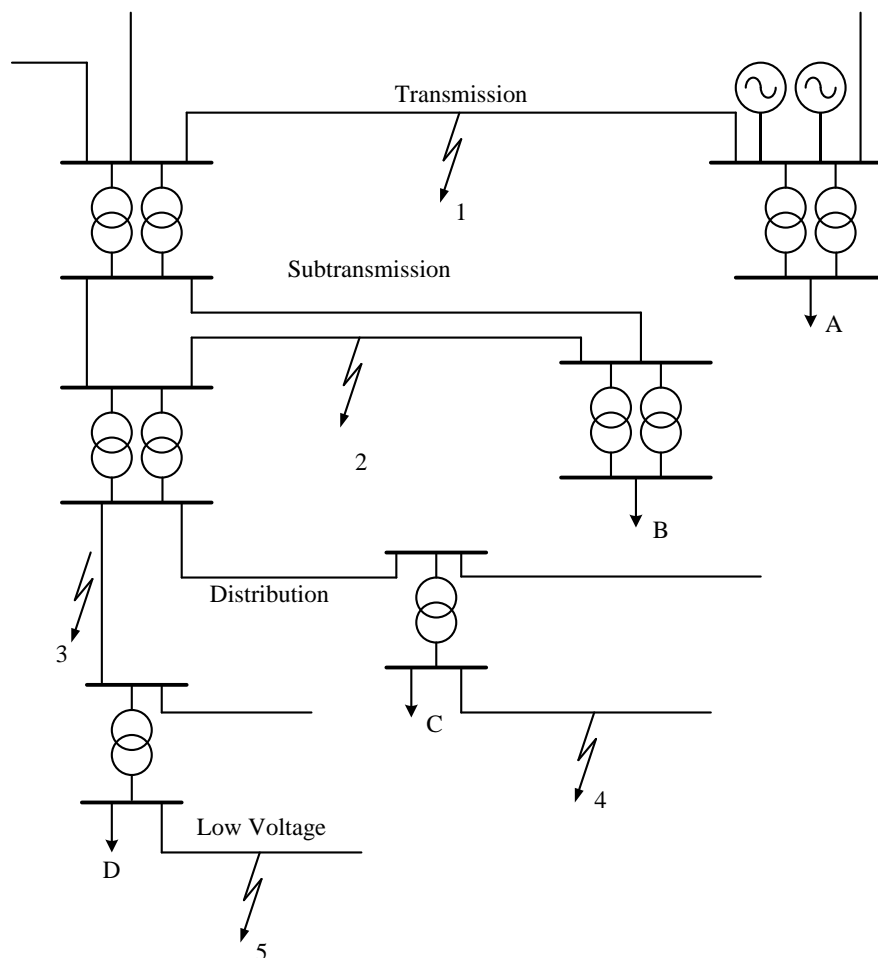 Transmission
1
Subtransmission
A
2
B
Distribution
3
C
4
Low Voltage
D
5